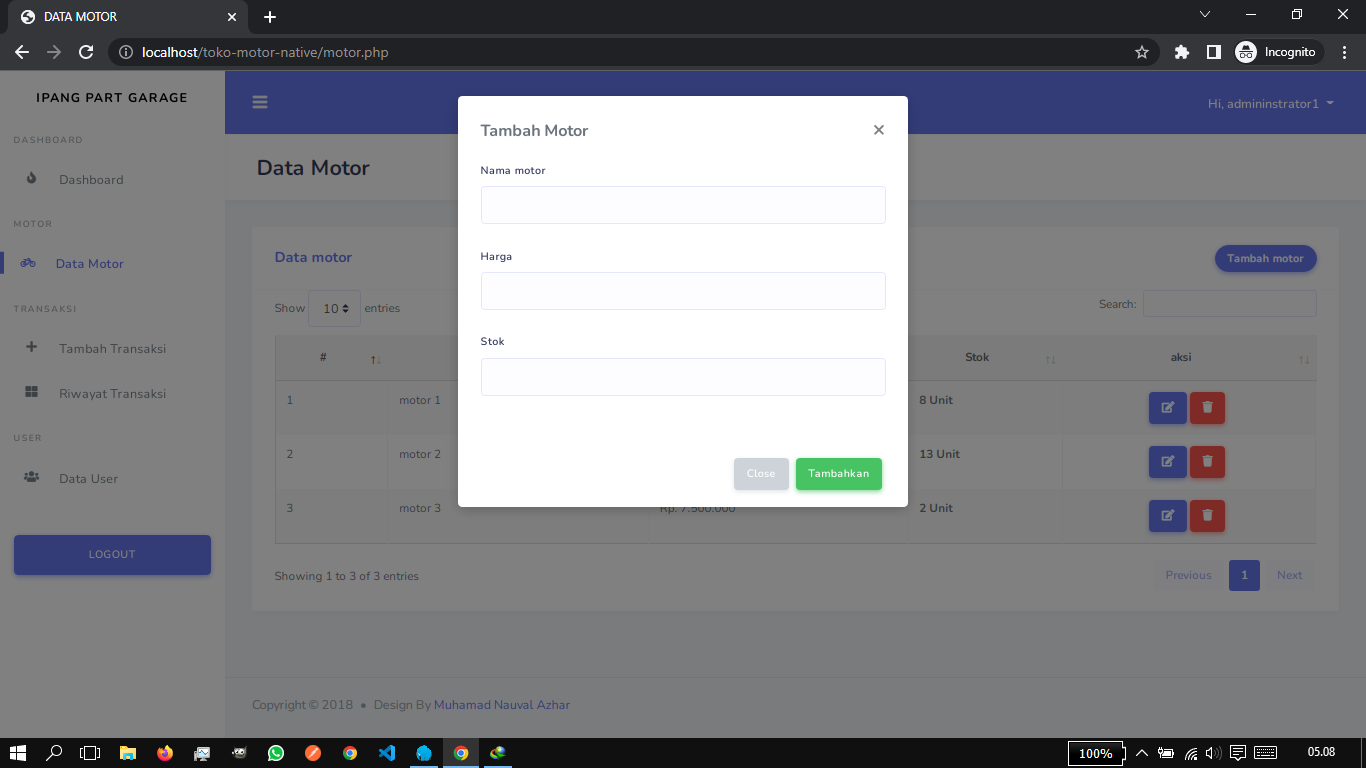 DATA MOTOR
localhost/toko-motor-native/motor.php
Incognito
IPANG PART GARAGE
Hi, admininstrator1
DASHBOARD
Dashboard
MOTOR
Data Motor
TRANSAKSI
Tambah Transaksi
Riwayat Transaksi
USER
Data User
LOGOUT
Data Motor
Data motor
Tambah motor
Show 10 entries
Search:
# Stok aksi
1 motor 1 8 Unit
2 motor 2 13 Unit
3 motor 3 Rp. 7.500.000 2 Unit
Showing 1 to 3 of 3 entries
Previous 1 Next
Tambah Motor
Nama motor
Harga
Stok
Close Tambahkan
Copyright © 2018 • Design By Muhamad Nauval Azhar
100%
05.08